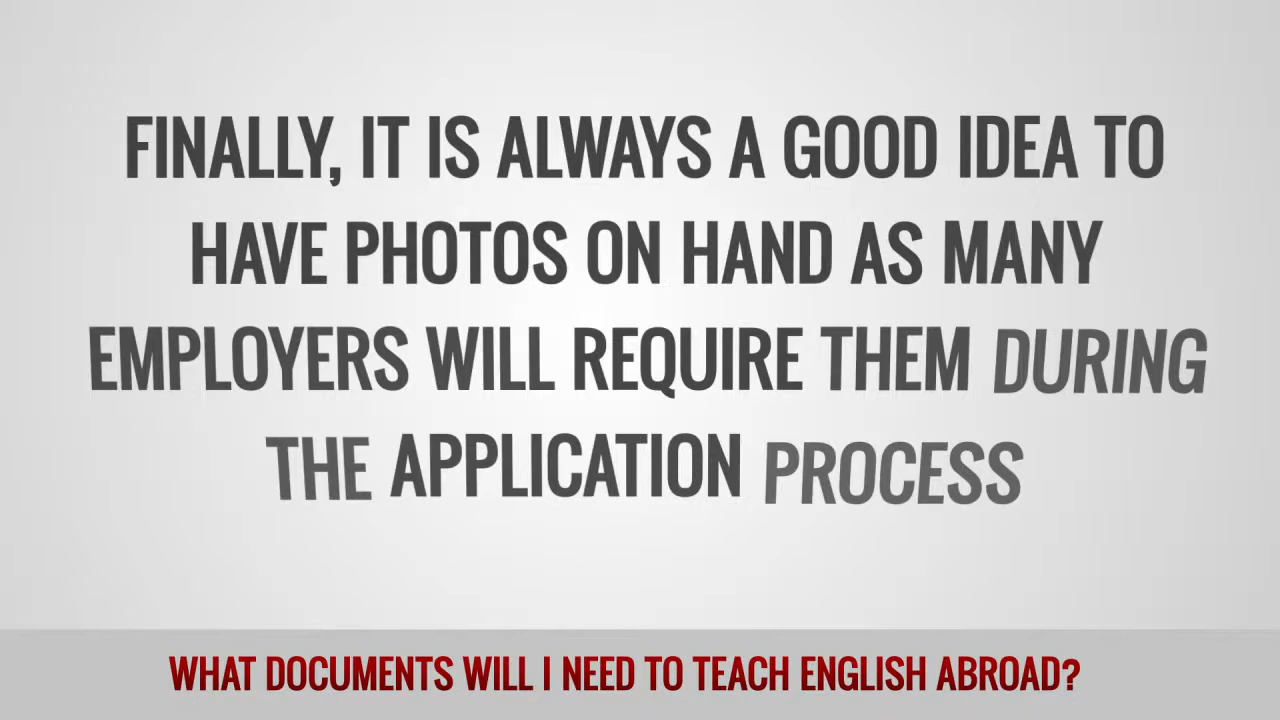 FINALLY, IT IS ALWAYS A GOOD IDEA TO
HAVE PHOTOS ON HAND AS MANY
EMPLOYERS WILL REQUIRE THEM DURING
THE APPLICATION PROCESS
WHAT DOCUMENTS WILL I NEED TO TEACH ENGLISH ABROAD?